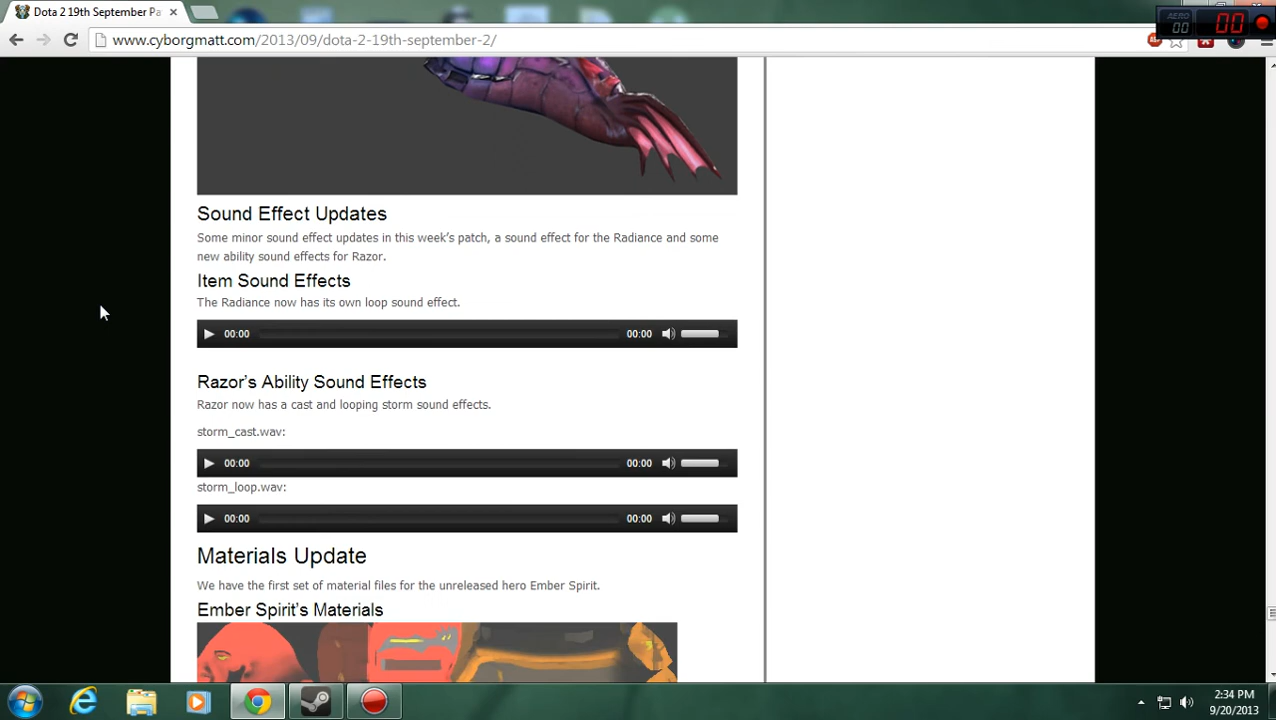 Dota 2 19th September Pa
AERO
00
00
www.cyborgmatt.com/2013/09/dota-2-19th-september-2/
Sound Effect Updates
Some minor sound effect updates in this week's patch, a sound effect for the Radiance and some
new ability sound effects for Razor.
Item Sound Effects
The Radiance now has its own loop sound effect.
00:00 00:00
Razor's Ability Sound Effects
Razor now has a cast and looping storm sound effects.
storm_cast.wav:
00:00 00:00
storm_loop.wav:
00:00 00:00
Materials Update
We have the first set of material files for the unreleased hero Ember Spirit.
Ember Spirit's Materials
2:34 PM
9/20/2013